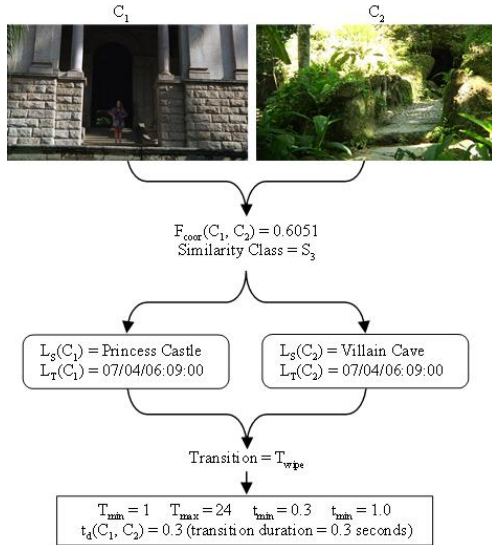 C1 C2
Fcoor(C1, C2) = 0.6051
Similarity Class = S3
LS(C1) = Princess Castle
LT(C1) = 07/04/06:09:00
LS(C2) = Villain Cave
LT(C2) = 07/04/06:09:00
Transition = Twipe
Tmin = 1 Tmax = 24 tmin = 0.3 tmin = 1.0
td(C1, C2) = 0.3 (transition duration = 0.3 seconds)